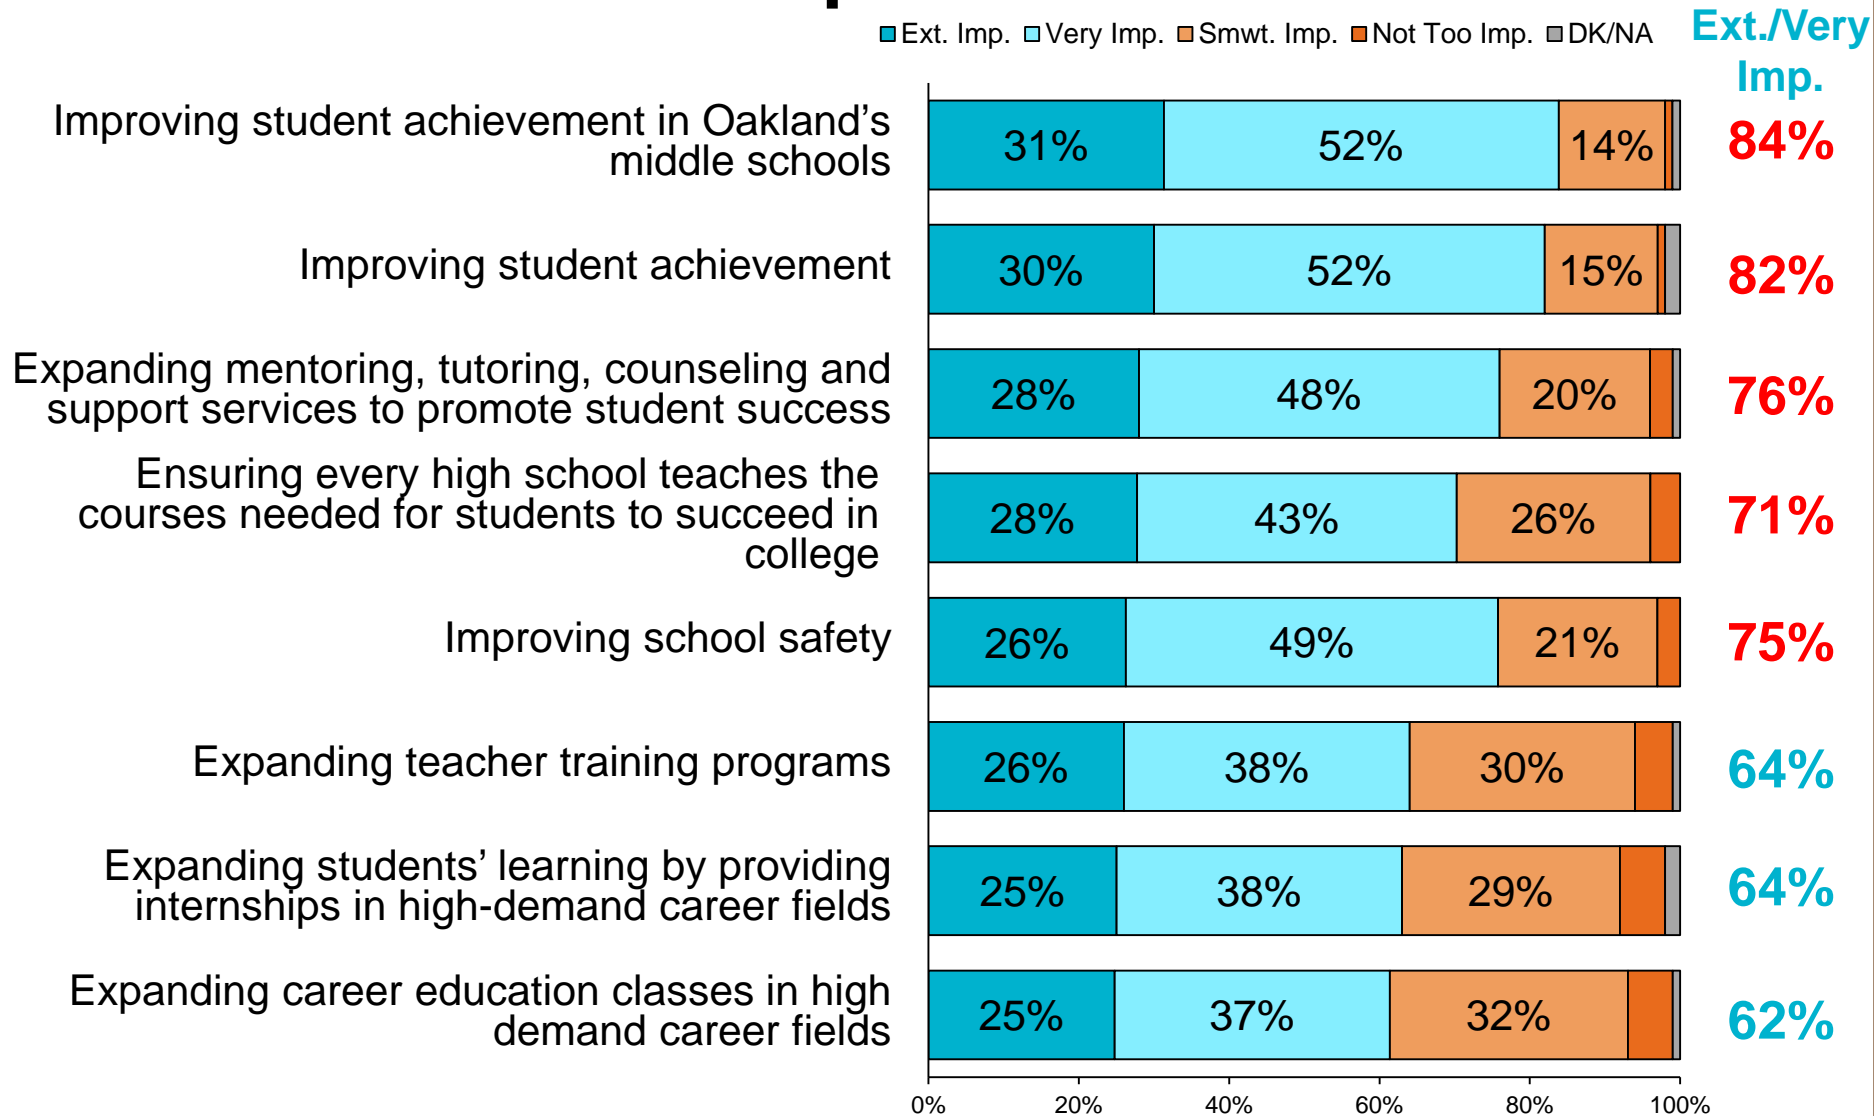 Ext. Imp. Very Imp. Smwt. Imp. Not Too Imp. DK/NA
Ext./Very
Imp.
Improving student achievement in Oakland’s
middle schools
31% 52% 14% 84%
Improving student achievement
30% 52% 15% 82%
Expanding mentoring, tutoring, counseling and
support services to promote student success
28% 48% 20% 76%
Ensuring every high school teaches the
courses needed for students to succeed in
college
28% 43% 26% 71%
Improving school safety
26% 49% 21% 75%
Expanding teacher training programs
26% 38% 30% 64%
Expanding students’ learning by providing
internships in high-demand career fields
25% 38% 29% 64%
Expanding career education classes in high
demand career fields
25% 37% 32% 62%
0% 20% 40% 60% 80% 100%